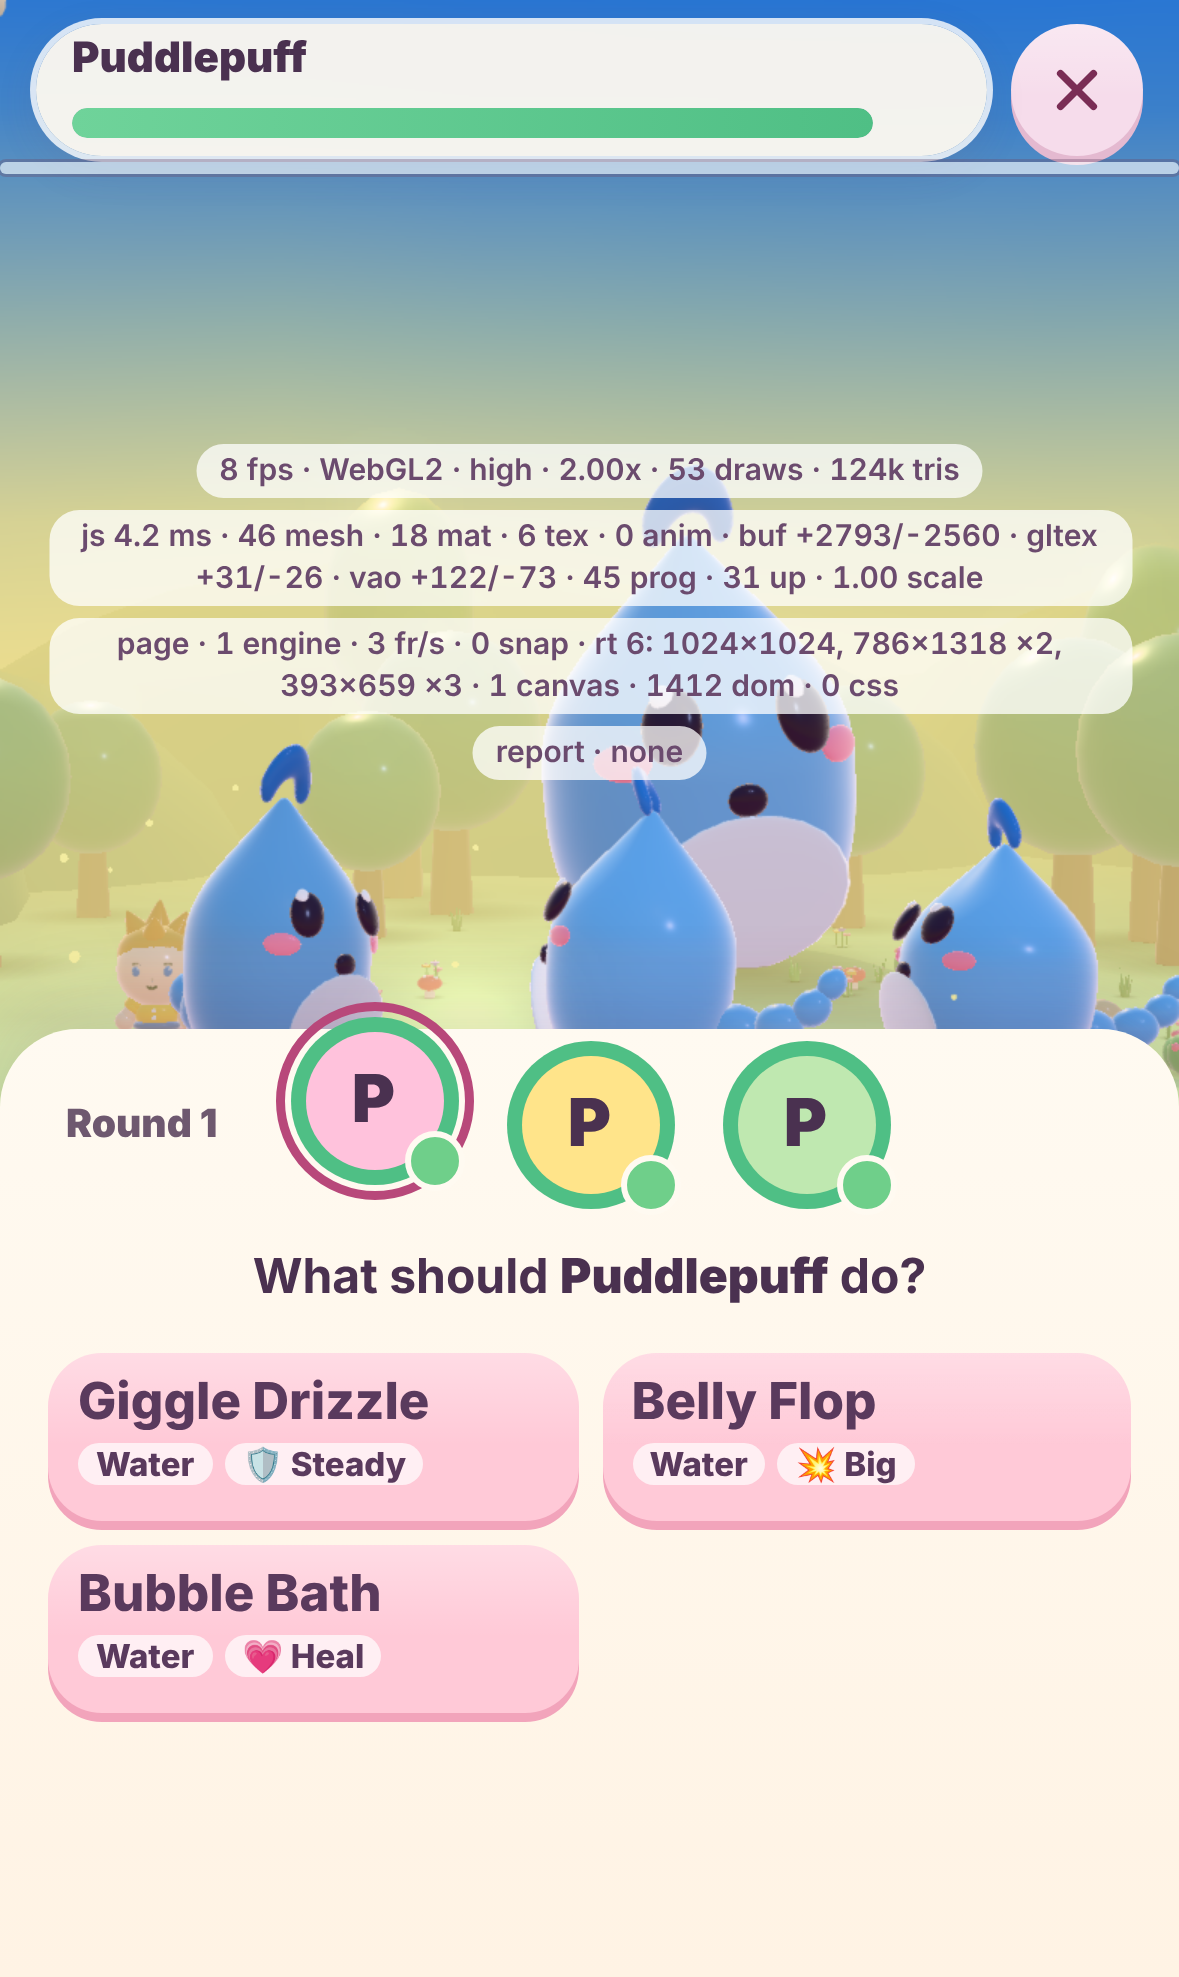 Puddlepuff
8 fps · WebGL2 · high · 2.00x · 53 draws · 124k tris
js 4.2 ms · 46 mesh · 18 mat · 6 tex · 0 anim · buf +2793/-2560 · gltex
+31/-26 · vao +122/-73 · 45 prog · 31 up · 1.00 scale
page · 1 engine · 3 fr/s · 0 snap · rt 6: 1024×1024, 786×1318 ×2,
393×659 ×3 · 1 canvas · 1412 dom · 0 css
report · none
Round 1
P
P
P
What should Puddlepuff do?
Giggle Drizzle
Water 🛡️ Steady
Belly Flop
Water 💥 Big
Bubble Bath
Water 💗 Heal